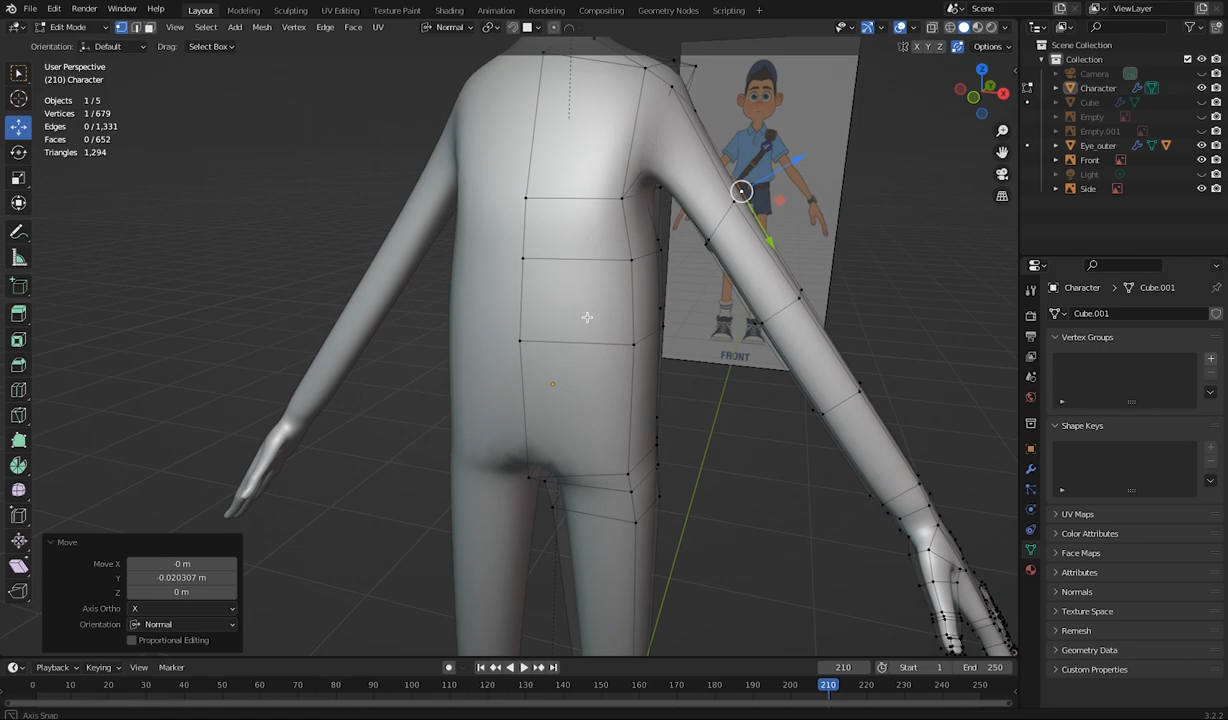 File Edit Render Window Help Layout Modeling Sculpting UV Editing Texture Paint Shading Animation Rendering Compositing Geometry Nodes Scripting + Scene ViewLayer
Edit Mode View Select Add Mesh Vertex Edge Face UV Normal
Orientation: Default Drag: Select Box X Y Z Options
User Perspective
(210) Character
Objects 1/5
Vertices 1/679
Edges 0/1,331
Faces 0/652
Triangles 1,294
FRONT
X
Y
Z
Move
Move X -0 m
Y -0.020307 m
Z 0 m
Axis Ortho X
Orientation Normal
Proportional Editing
Scene Collection
Collection
Camera
Character
Cube
Empty
Empty.001
Eye_outer
Front
Light
Side
Character > Cube.001
Cube.001
Vertex Groups
Shape Keys
UV Maps
Color Attributes
Face Maps
Attributes
Normals
Texture Space
Remesh
Geometry Data
Custom Properties
Playback Keying View Marker 210 Start 1 End 250
0 10 20 30 40 50 60 70 80 90 100 110 120 130 140 150 160 170 180 190 200 210 220 230 240 250
Axis Snap 3.2.2